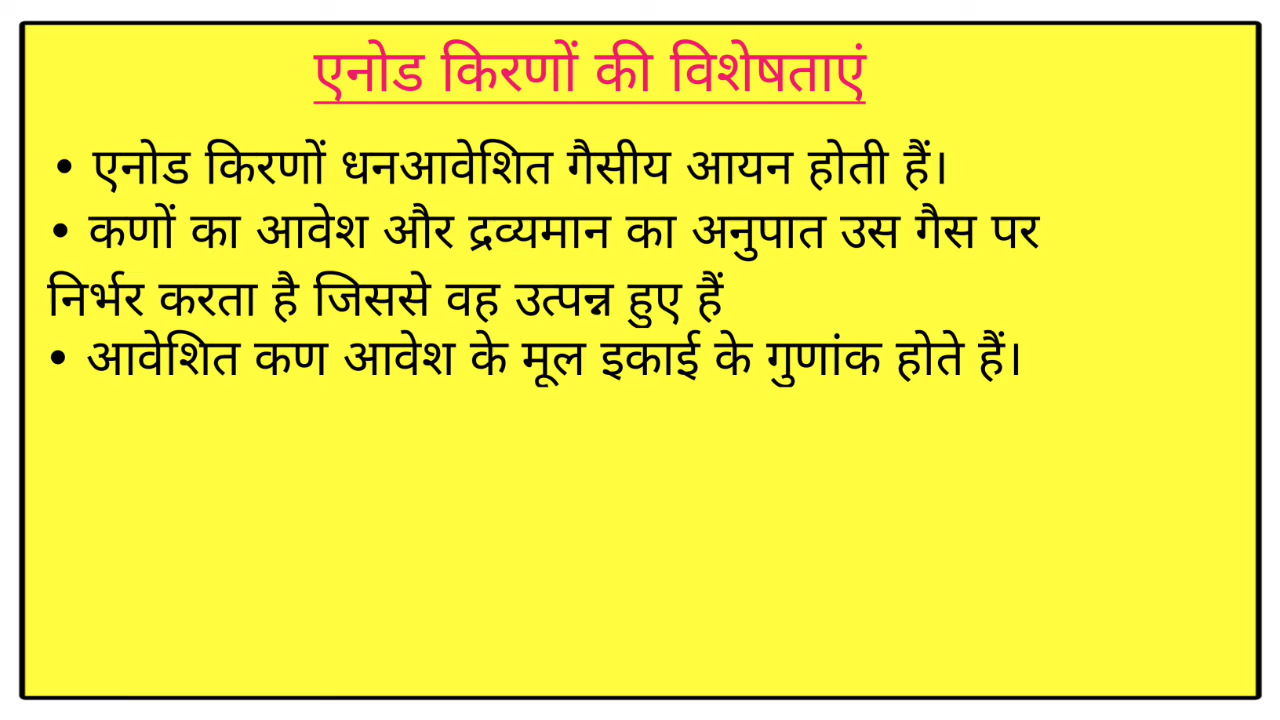 एनोड किरणों की विशेषताएं
• एनोड किरणों धनआवेशित गैसीय आयन होती हैं।
• कणों का आवेश और द्रव्यमान का अनुपात उस गैस पर
निर्भर करता है जिससे वह उत्पन्न हुए हैं
• आवेशित कण आवेश के मूल इकाई के गुणांक होते हैं।